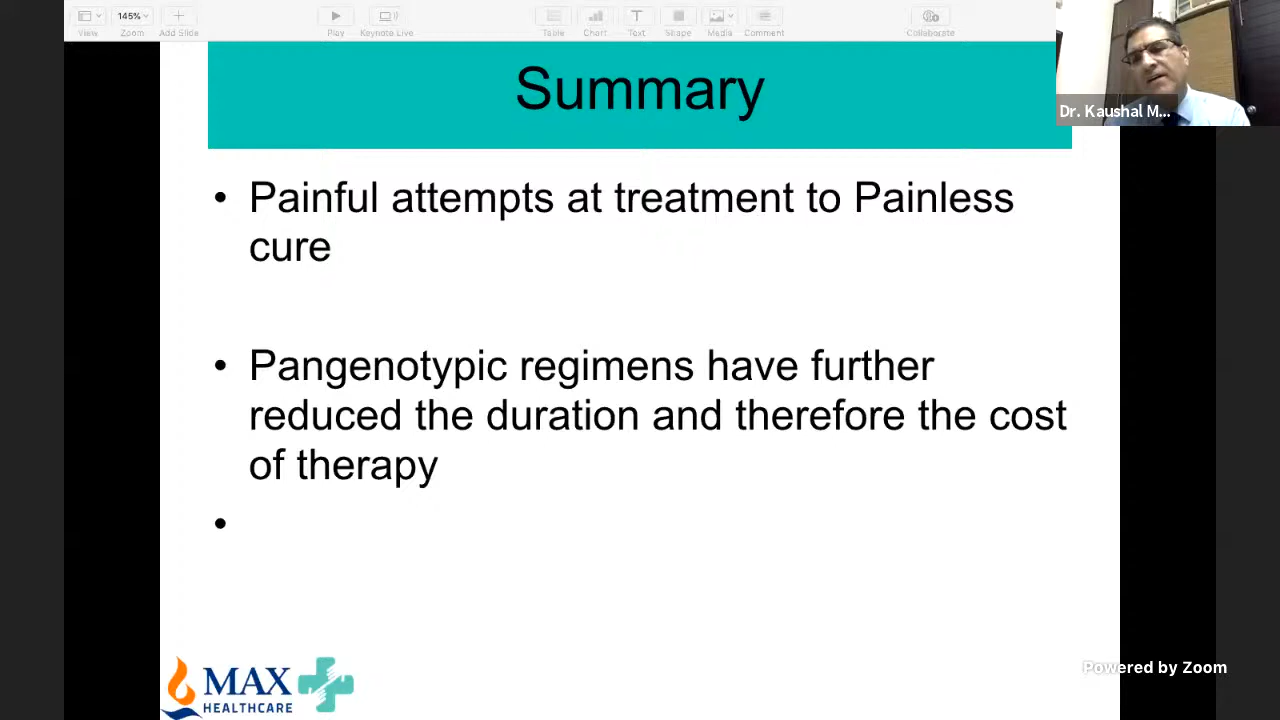 145%
View
Zoom
Add Slide
Play
Keynote Live
Table
Chart
Text
Shape
Media
Comment
Collaborate
Dr. Kaushal M...
Summary
• Painful attempts at treatment to Painless
cure
• Pangenotypic regimens have further
reduced the duration and therefore the cost
of therapy
•
MAX
HEALTHCARE
Powered by Zoom